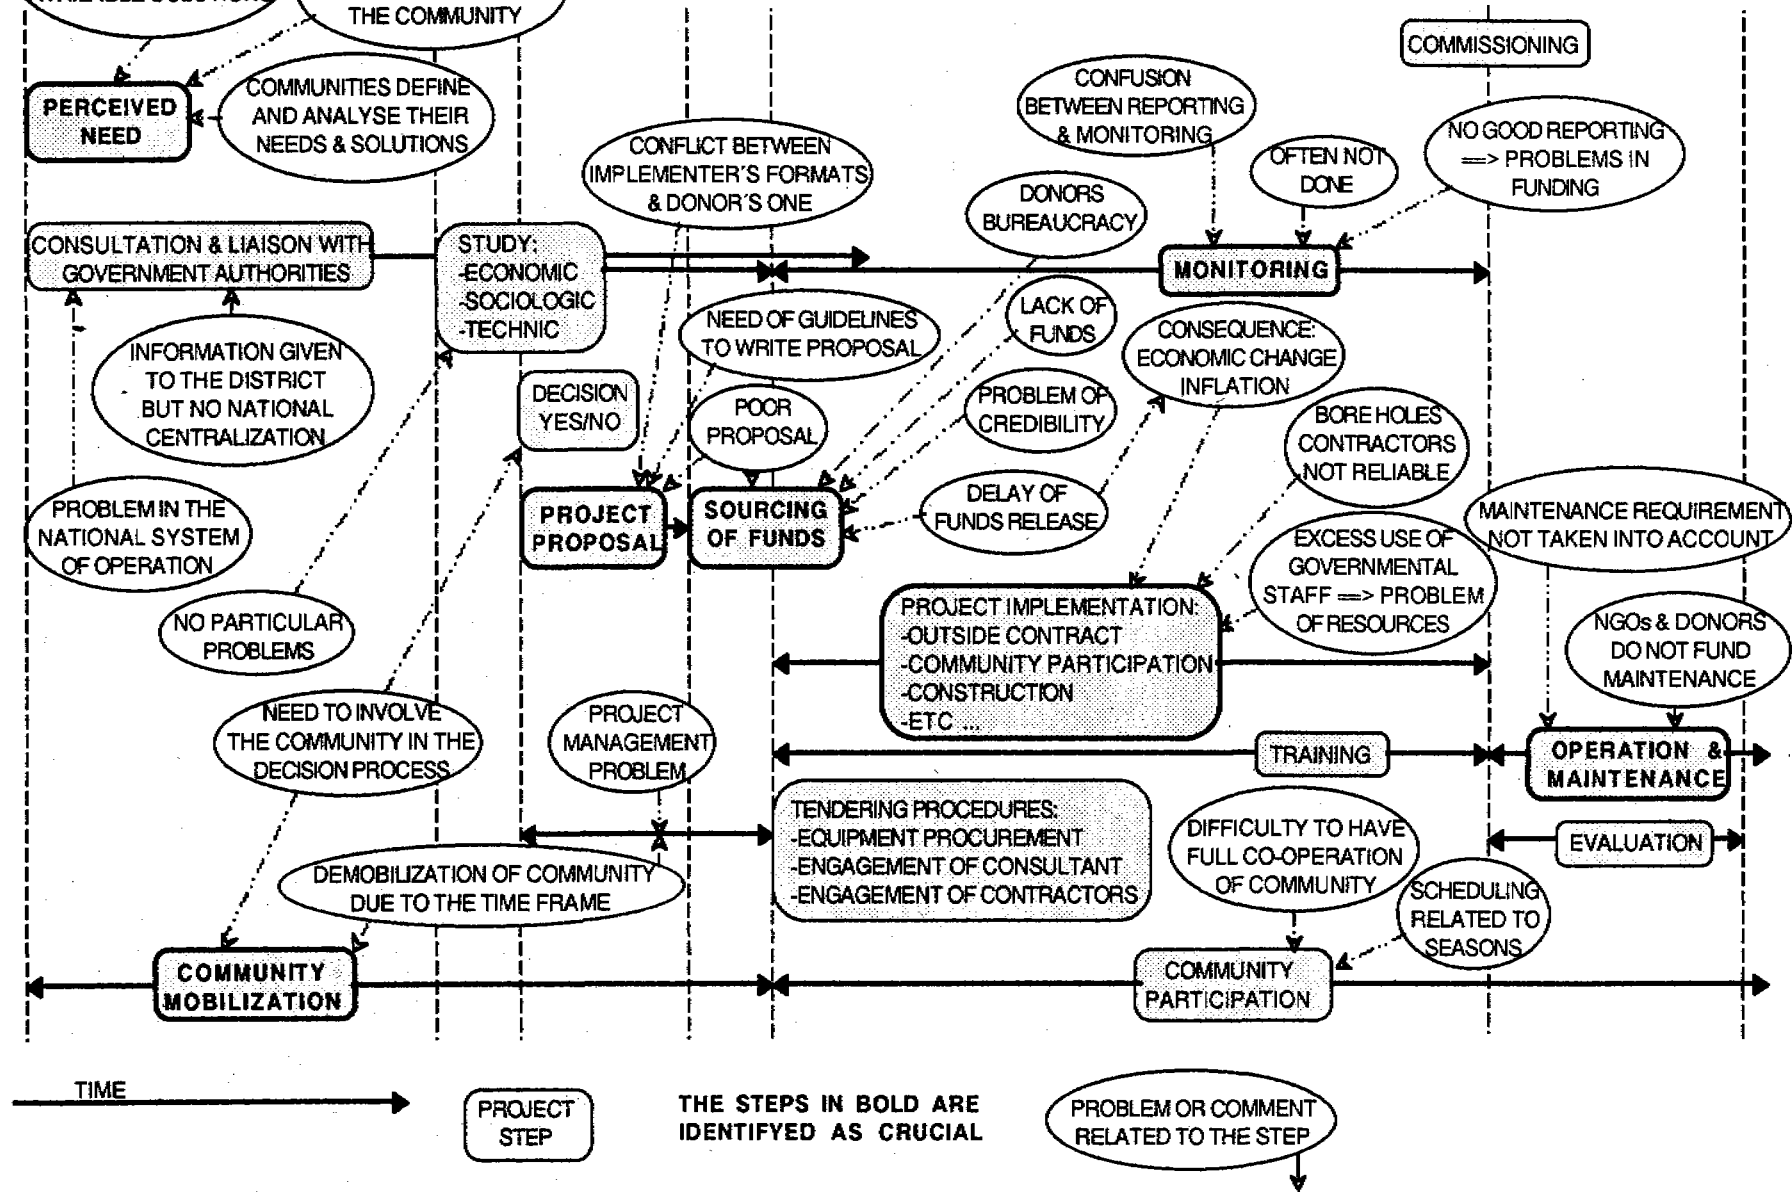 THE COMMUNITY
COMMISSIONING
PERCEIVED
NEED
COMMUNITIES DEFINE
AND ANALYSE THEIR
NEEDS & SOLUTIONS
CONFUSION
BETWEEN REPORTING
& MONITORING
OFTEN NOT
DONE
NO GOOD REPORTING
==> PROBLEMS IN
FUNDING
CONFLICT BETWEEN
IMPLEMENTER'S FORMATS
& DONOR'S ONE
DONORS
BUREAUCRACY
CONSULTATION & LIAISON WITH
GOVERNMENT AUTHORITIES
STUDY:
-ECONOMIC
-SOCIOLOGIC
-TECHNIC
MONITORING
NEED OF GUIDELINES
TO WRITE PROPOSAL
LACK OF
FUNDS
CONSEQUENCE:
ECONOMIC CHANGE
INFLATION
INFORMATION GIVEN
TO THE DISTRICT
BUT NO NATIONAL
CENTRALIZATION
DECISION
YES/NO
POOR
PROPOSAL
PROBLEM OF
CREDIBILITY
BORE HOLES
CONTRACTORS
NOT RELIABLE
PROBLEM IN THE
NATIONAL SYSTEM
OF OPERATION
PROJECT
PROPOSAL
SOURCING
OF FUNDS
DELAY OF
FUNDS RELEASE
MAINTENANCE REQUIREMENT
NOT TAKEN INTO ACCOUNT
EXCESS USE OF
GOVERNMENTAL
STAFF ==> PROBLEM
OF RESOURCES
NO PARTICULAR
PROBLEMS
PROJECT IMPLEMENTATION:
-OUTSIDE CONTRACT
-COMMUNITY PARTICIPATION
-CONSTRUCTION
-ETC ...
NGOs & DONORS
DO NOT FUND
MAINTENANCE
NEED TO INVOLVE
THE COMMUNITY IN THE
DECISION PROCESS
PROJECT
MANAGEMENT
PROBLEM
TRAINING
OPERATION &
MAINTENANCE
TENDERING PROCEDURES:
-EQUIPMENT PROCUREMENT
-ENGAGEMENT OF CONSULTANT
-ENGAGEMENT OF CONTRACTORS
DIFFICULTY TO HAVE
FULL CO-OPERATION
OF COMMUNITY
EVALUATION
DEMOBILIZATION OF COMMUNITY
DUE TO THE TIME FRAME
SCHEDULING
RELATED TO
SEASONS
COMMUNITY
MOBILIZATION
COMMUNITY
PARTICIPATION
TIME
PROJECT
STEP
THE STEPS IN BOLD ARE
IDENTIFYED AS CRUCIAL
PROBLEM OR COMMENT
RELATED TO THE STEP